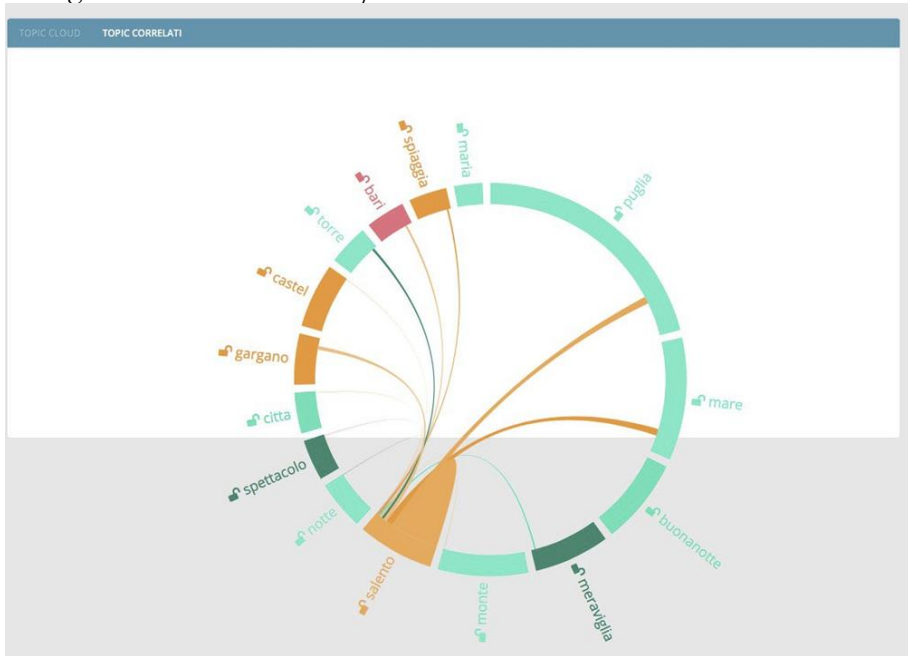 TOPIC CLOUD TOPIC CORRELATI
maria
puglia
mare
buonanotte
meraviglia
monte
salento
notte
spettacolo
citta
gargano
castel
torre
bari
spiaggia